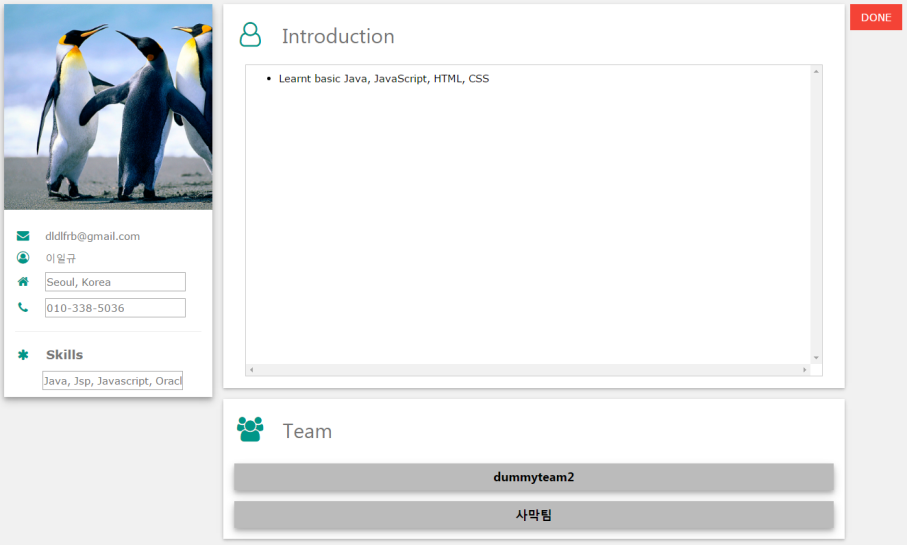 dldlfrb@gmail.com
이일규
Seoul, Korea
010-338-5036
Skills
Java, Jsp, Javascript, Oracl
Introduction
Learnt basic Java, JavaScript, HTML, CSS
Team
dummyteam2
사막팀
DONE